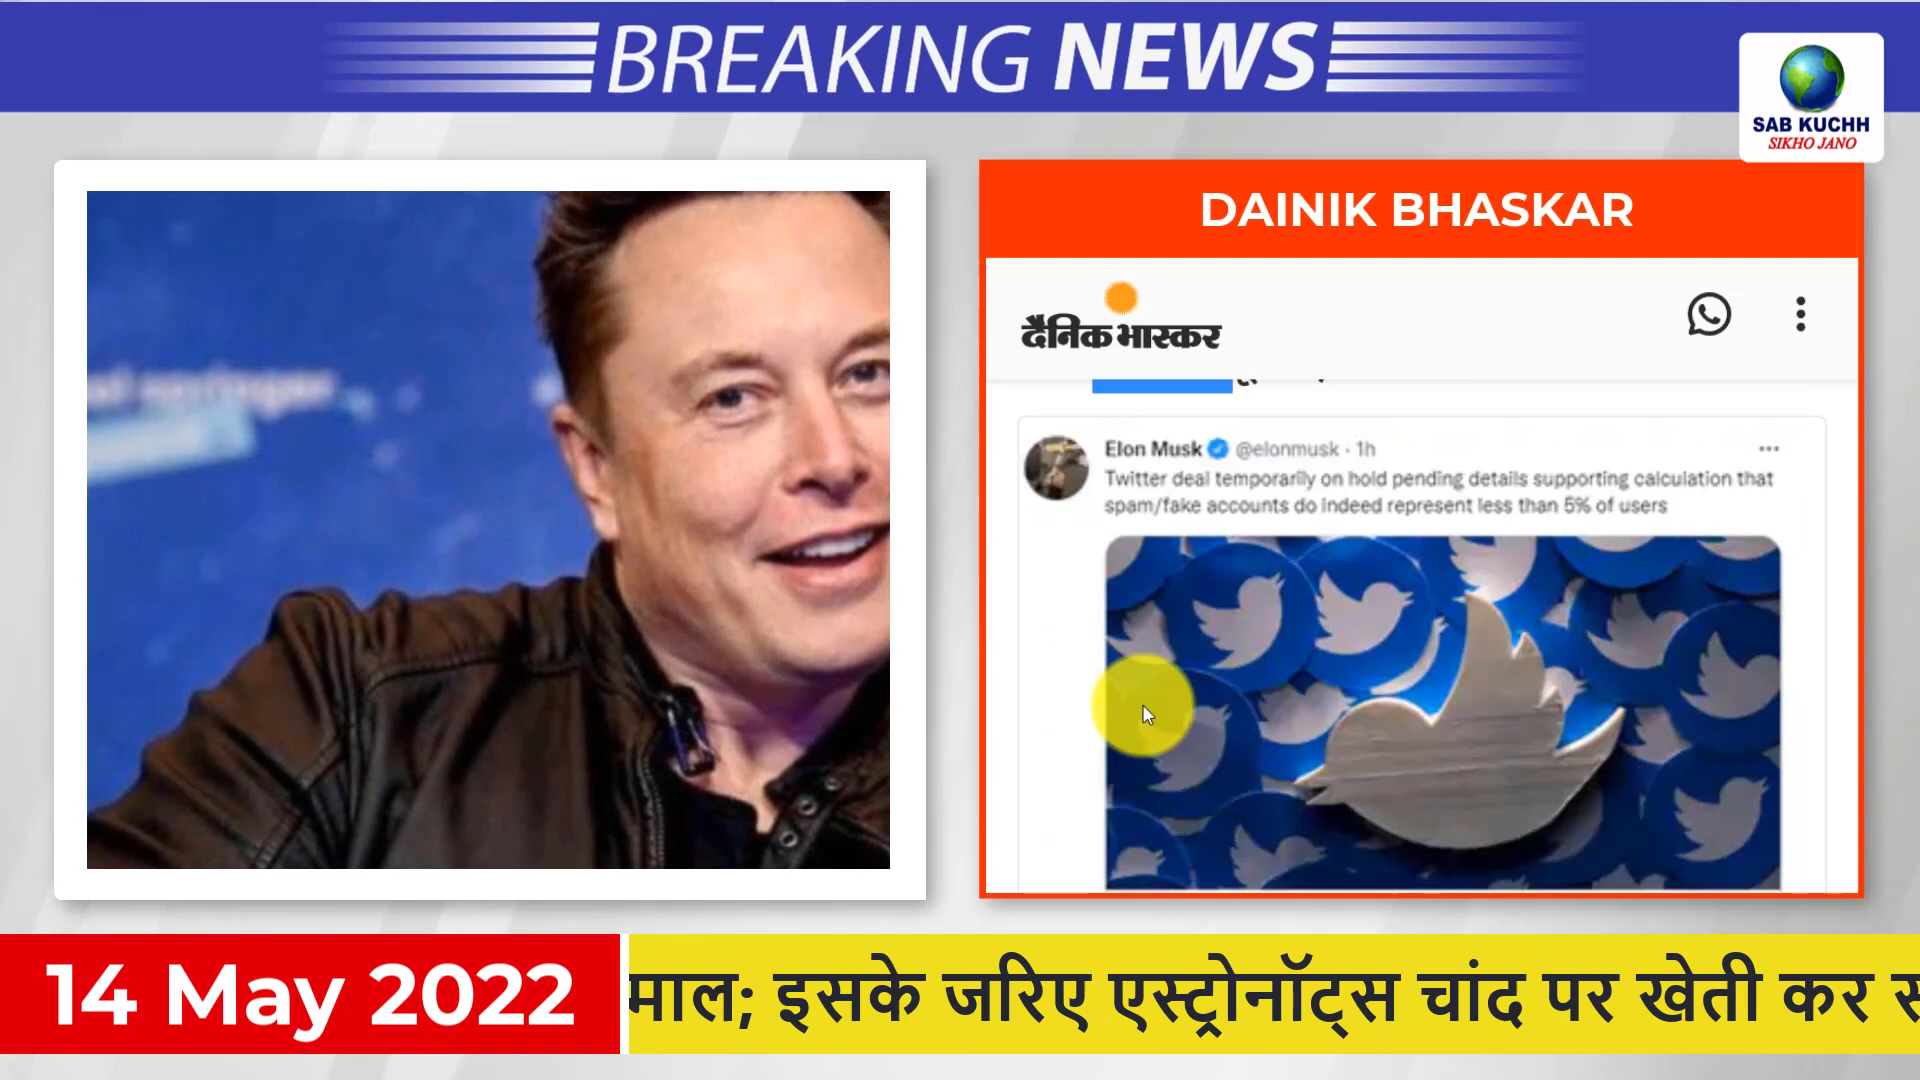 BREAKING NEWS
SAB KUCHH
SIKHO JANO
DAINIK BHASKAR
दैनिक भास्कर
Elon Musk @elonmusk · 1h
Twitter deal temporarily on hold pending details supporting calculation that
spam/fake accounts do indeed represent less than 5% of users
14 May 2022
माल; इसके जरिए एस्ट्रोनॉट्स चांद पर खेती कर